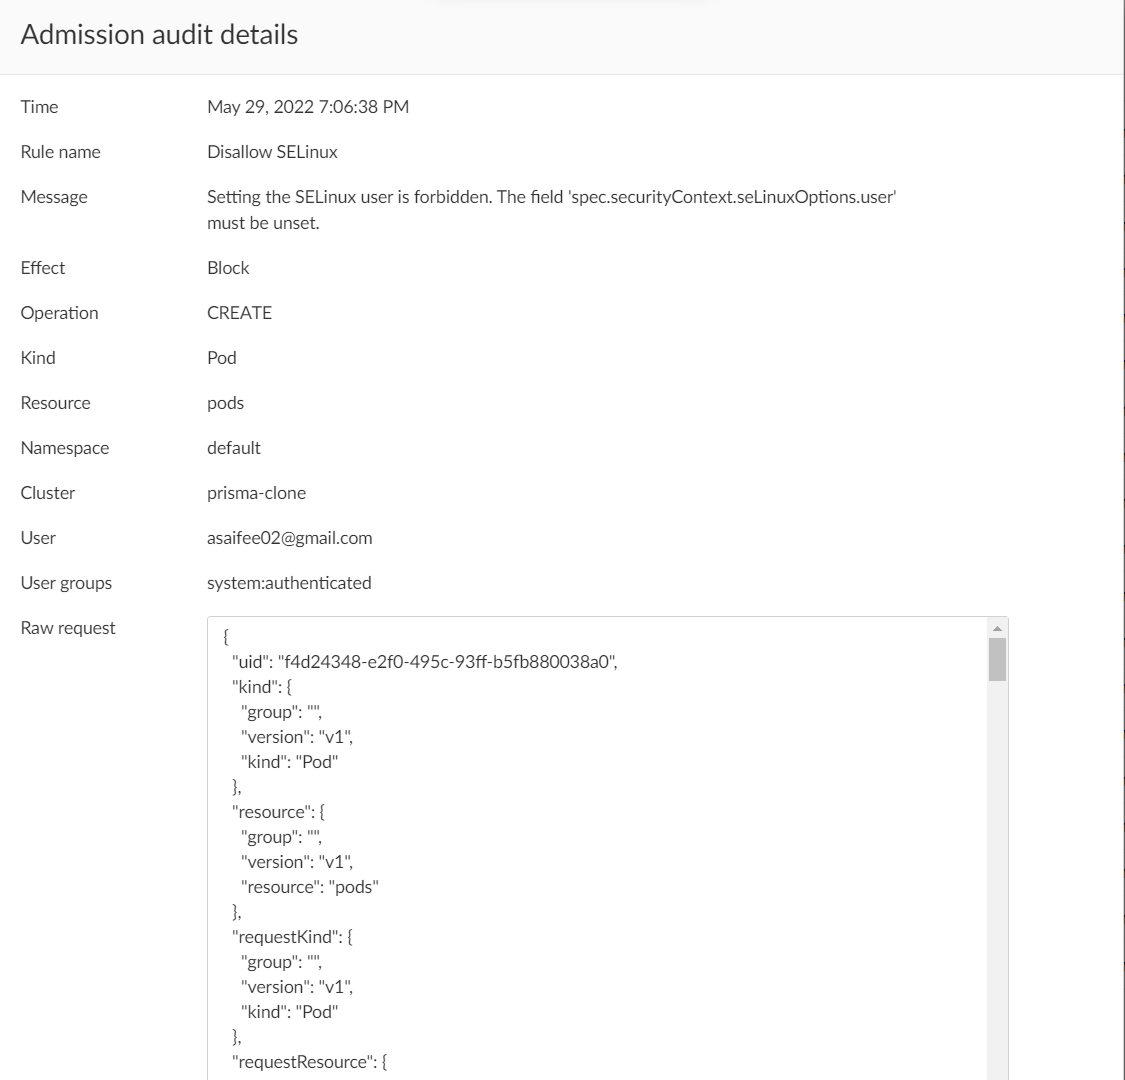 Admission audit details
Time May 29, 2022 7:06:38 PM
Rule name Disallow SELinux
Message Setting the SELinux user is forbidden. The field 'spec.securityContext.seLinuxOptions.user'
must be unset.
Effect Block
Operation CREATE
Kind Pod
Resource pods
Namespace default
Cluster prisma-clone
User asaifee02@gmail.com
User groups system:authenticated
Raw request
{
"uid": "f4d24348-e2f0-495c-93ff-b5fb880038a0",
"kind": {
"group": "",
"version": "v1",
"kind": "Pod"
},
"resource": {
"group": "",
"version": "v1",
"resource": "pods"
},
"requestKind": {
"group": "",
"version": "v1",
"kind": "Pod"
},
"requestResource": {